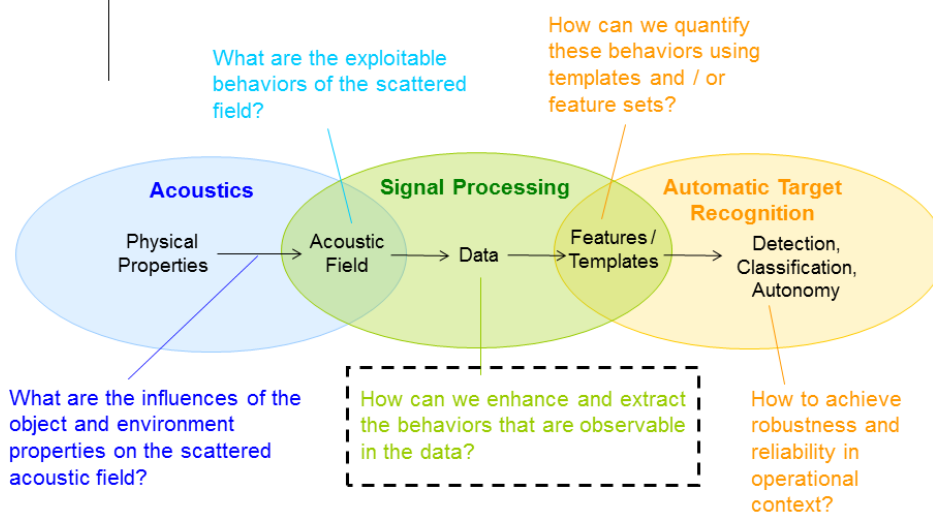 How can we quantify
these behaviors using
templates and / or
feature sets?
What are the exploitable
behaviors of the scattered
field?
Acoustics
Signal Processing
Automatic Target
Recognition
Physical
Properties
Acoustic
Field
Data
Features /
Templates
Detection,
Classification,
Autonomy
What are the influences of the
object and environment
properties on the scattered
acoustic field?
How can we enhance and extract
the behaviors that are observable
in the data?
How to achieve
robustness and
reliability in
operational
context?